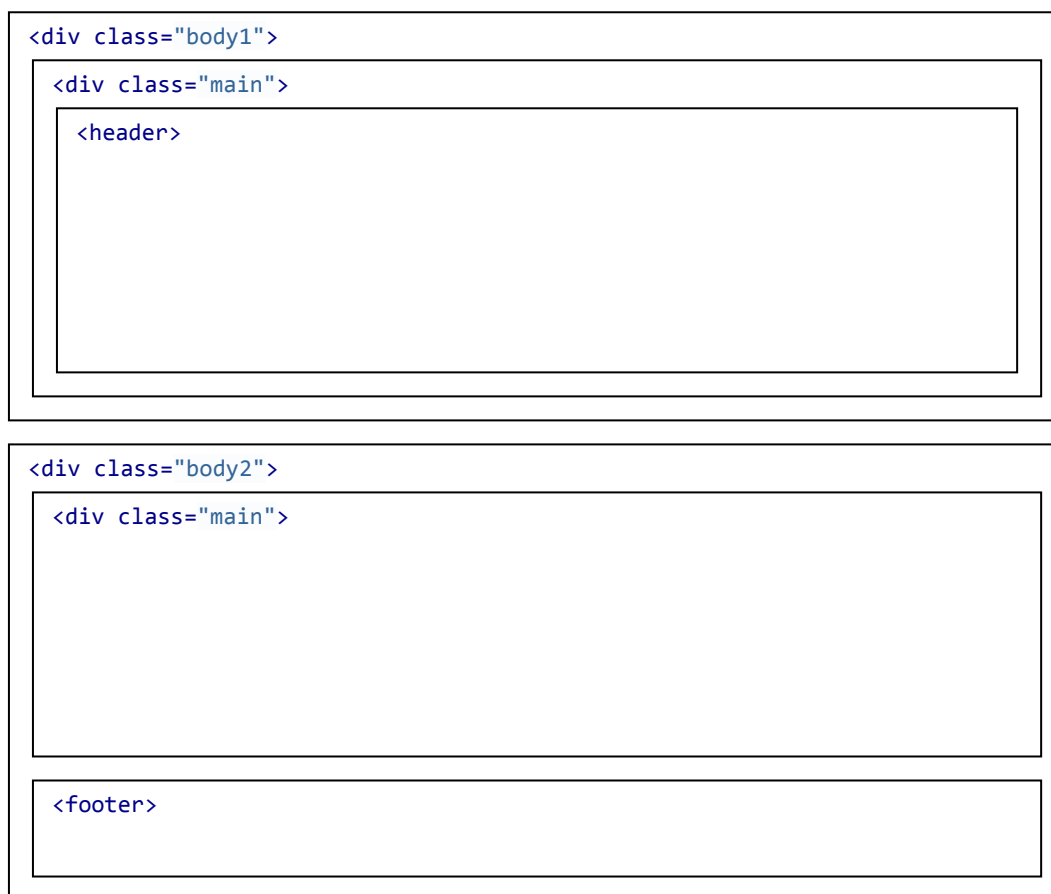 <div class="body1">
<div class="main">
<header>
<div class="body2">
<div class="main">
<footer>